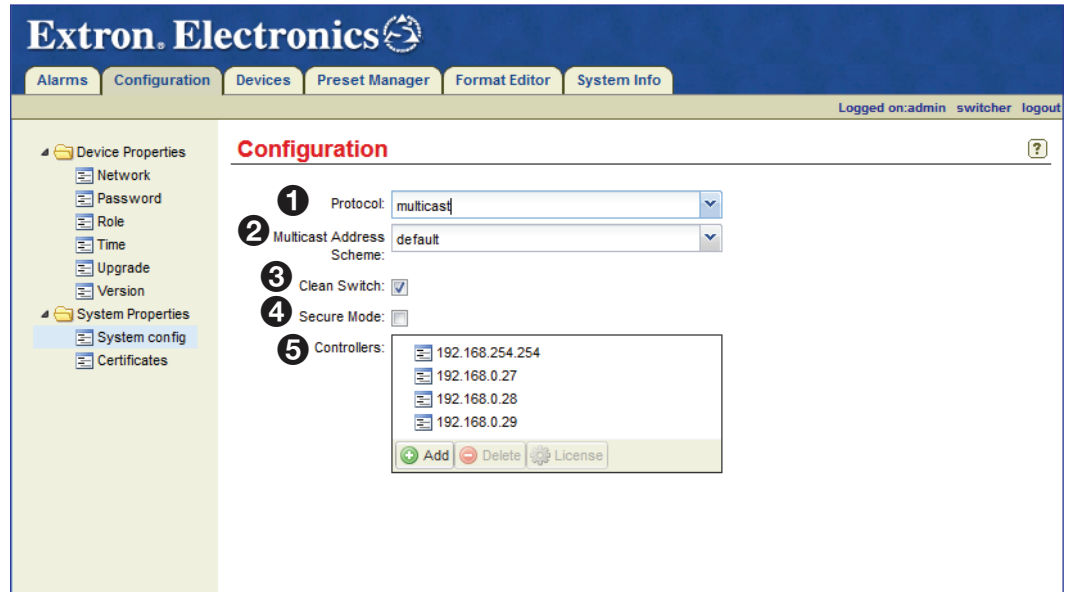 Extron. Electronics
Alarms Configuration Devices Preset Manager Format Editor System Info
Logged on:admin switcher logout
Device Properties
Network
Password
Role
Time
Upgrade
Version
System Properties
System config
Certificates
Configuration
?
1 Protocol: multicast
2 Multicast Address Scheme: default
3 Clean Switch:
4 Secure Mode:
5 Controllers:
192.168.254.254
192.168.0.27
192.168.0.28
192.168.0.29
Add Delete License